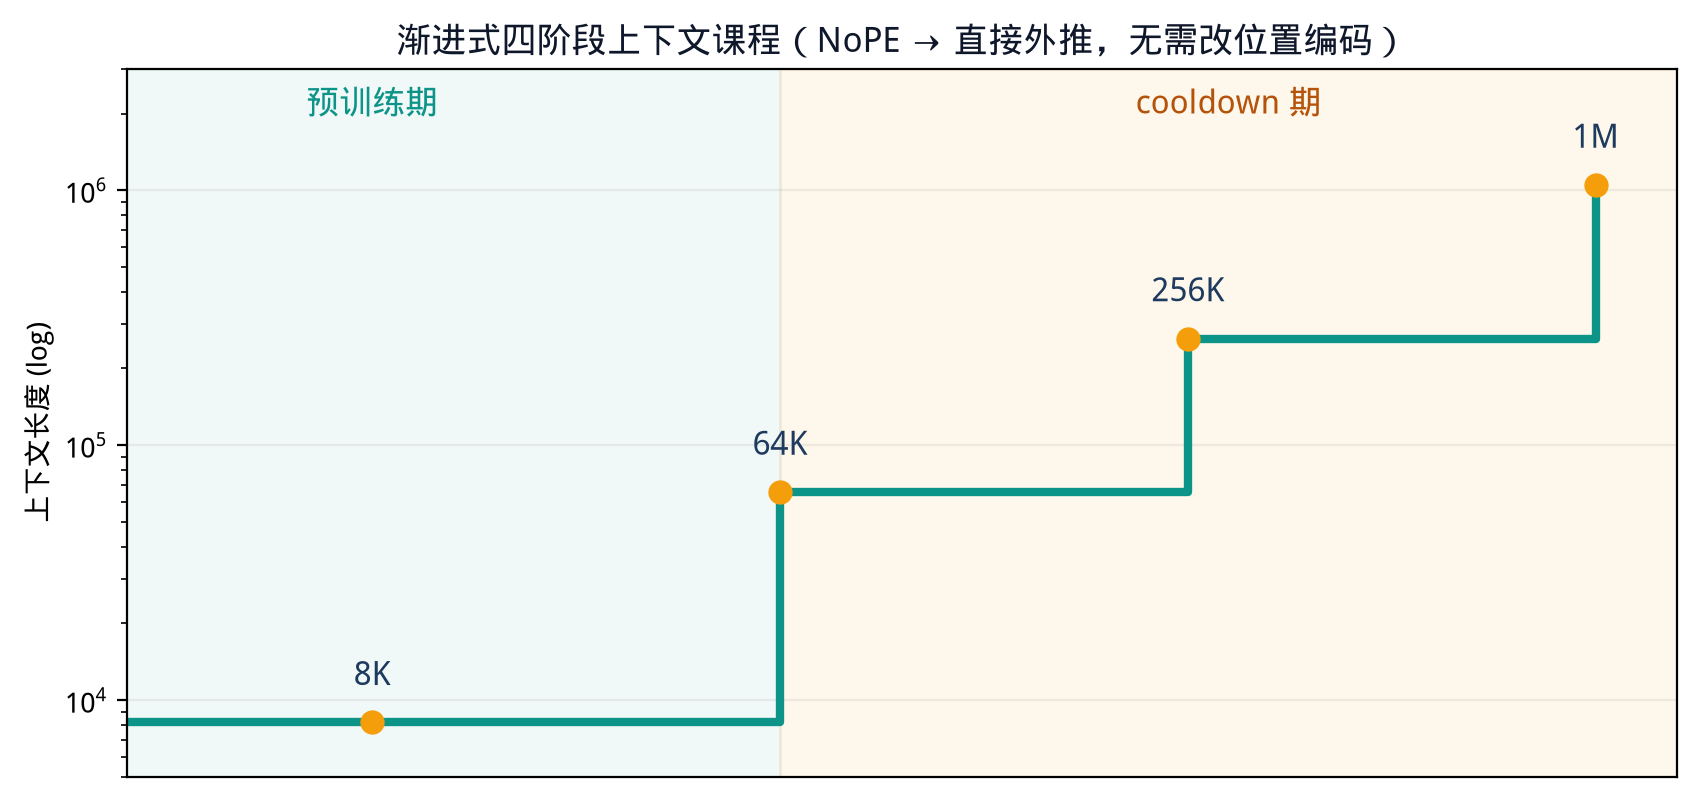 渐进式四阶段上下文课程（NoPE → 直接外推，无需改位置编码）
预训练期
cooldown 期
1M
256K
64K
8K
10⁶
10⁵
10⁴
上下文长度 (log)